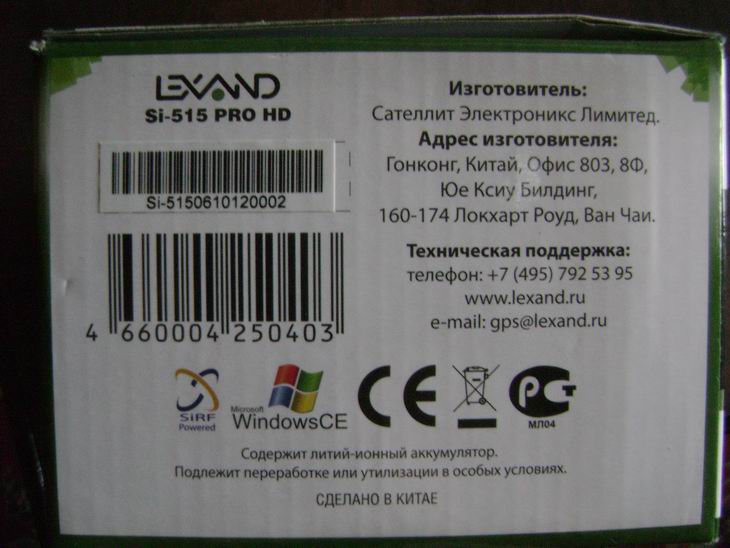 LEXAND
Si-515 PRO HD
Si-5150610120002
4 660004 250403
Изготовитель:
Сателлит Электроникс Лимитед.
Адрес изготовителя:
Гонконг, Китай, Офис 803, 8Ф,
Юе Ксиу Билдинг,
160-174 Локхарт Роуд, Ван Чаи.
Техническая поддержка:
телефон: +7 (495) 792 53 95
www.lexand.ru
e-mail: gps@lexand.ru
SiRF
Powered
Microsoft
WindowsCE
CE
РСТ
МЛ04
Содержит литий-ионный аккумулятор.
Подлежит переработке или утилизации в особых условиях.
СДЕЛАНО В КИТАЕ